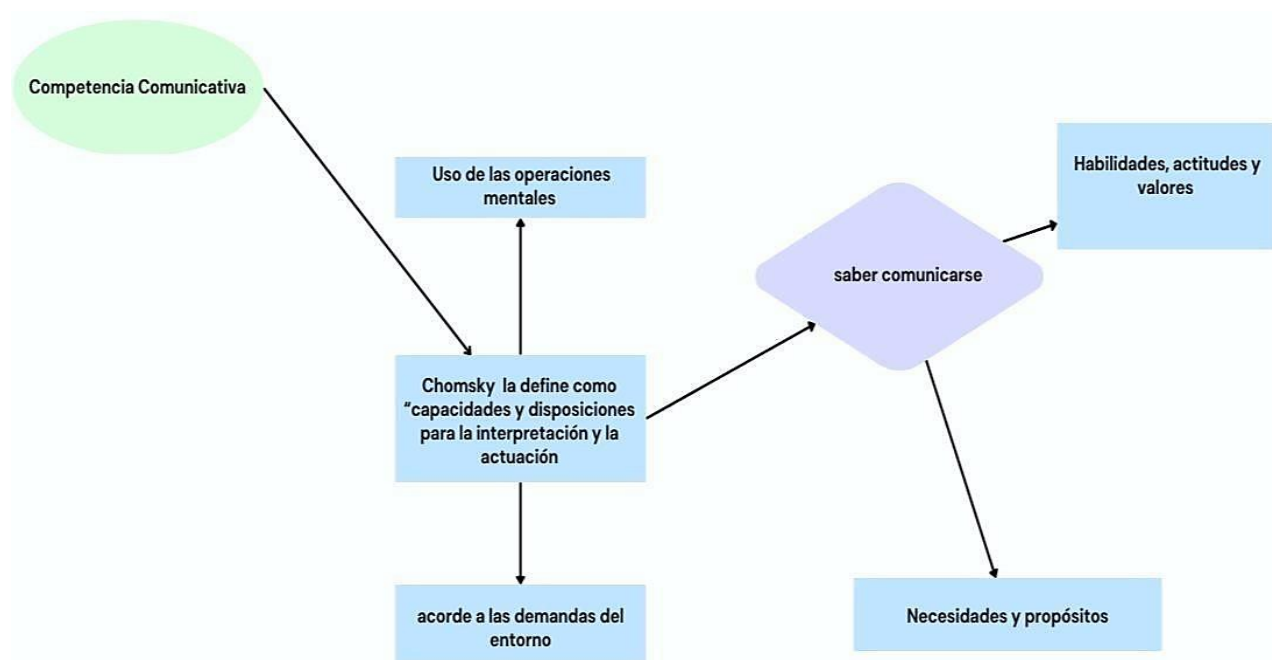 Competencia Comunicativa
Uso de las operaciones
mentales
Habilidades, actitudes y
valores
saber comunicarse
Chomsky la define como
“capacidades y disposiciones
para la interpretación y la
actuación
acorde a las demandas del
entorno
Necesidades y propósitos